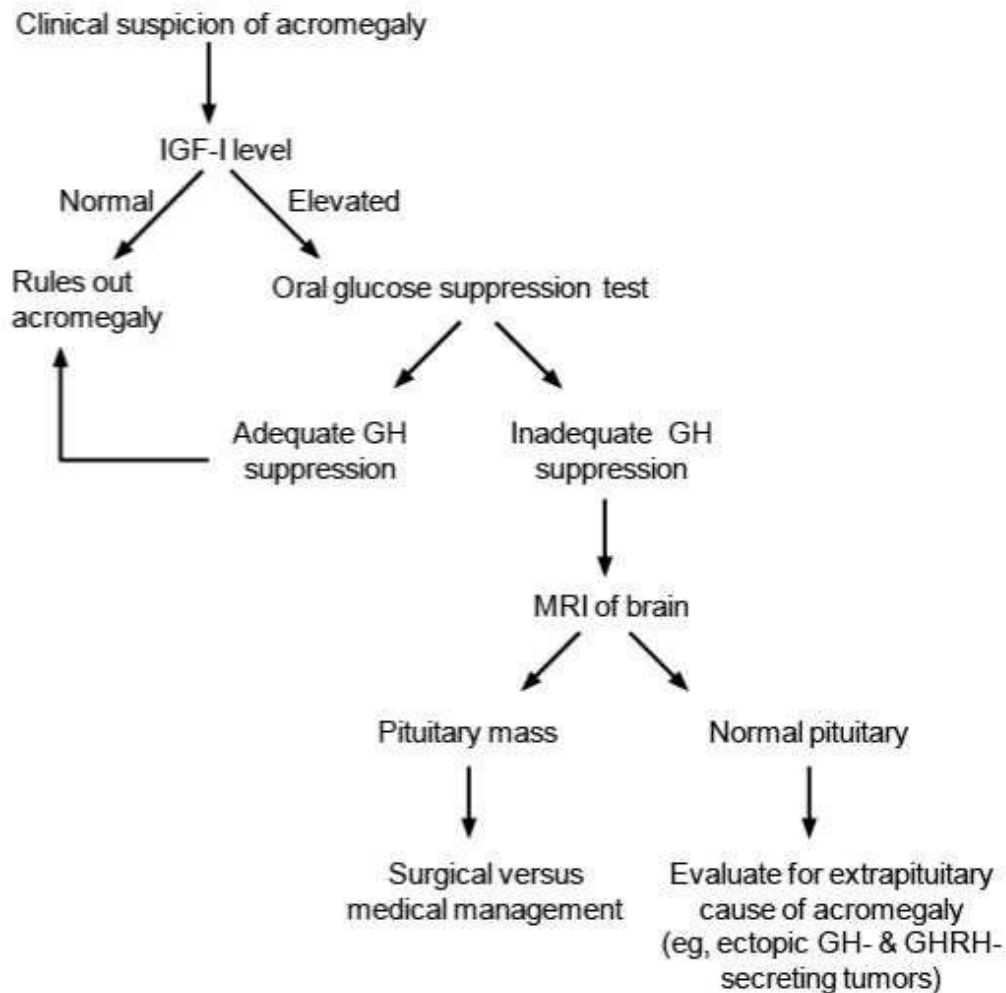 Clinical suspicion of acromegaly
IGF-I level
Normal
Elevated
Rules out
acromegaly
Oral glucose suppression test
Adequate GH
suppression
Inadequate GH
suppression
MRI of brain
Pituitary mass
Normal pituitary
Surgical versus
medical management
Evaluate for extrapituitary
cause of acromegaly
(eg, ectopic GH- & GHRH-
secreting tumors)